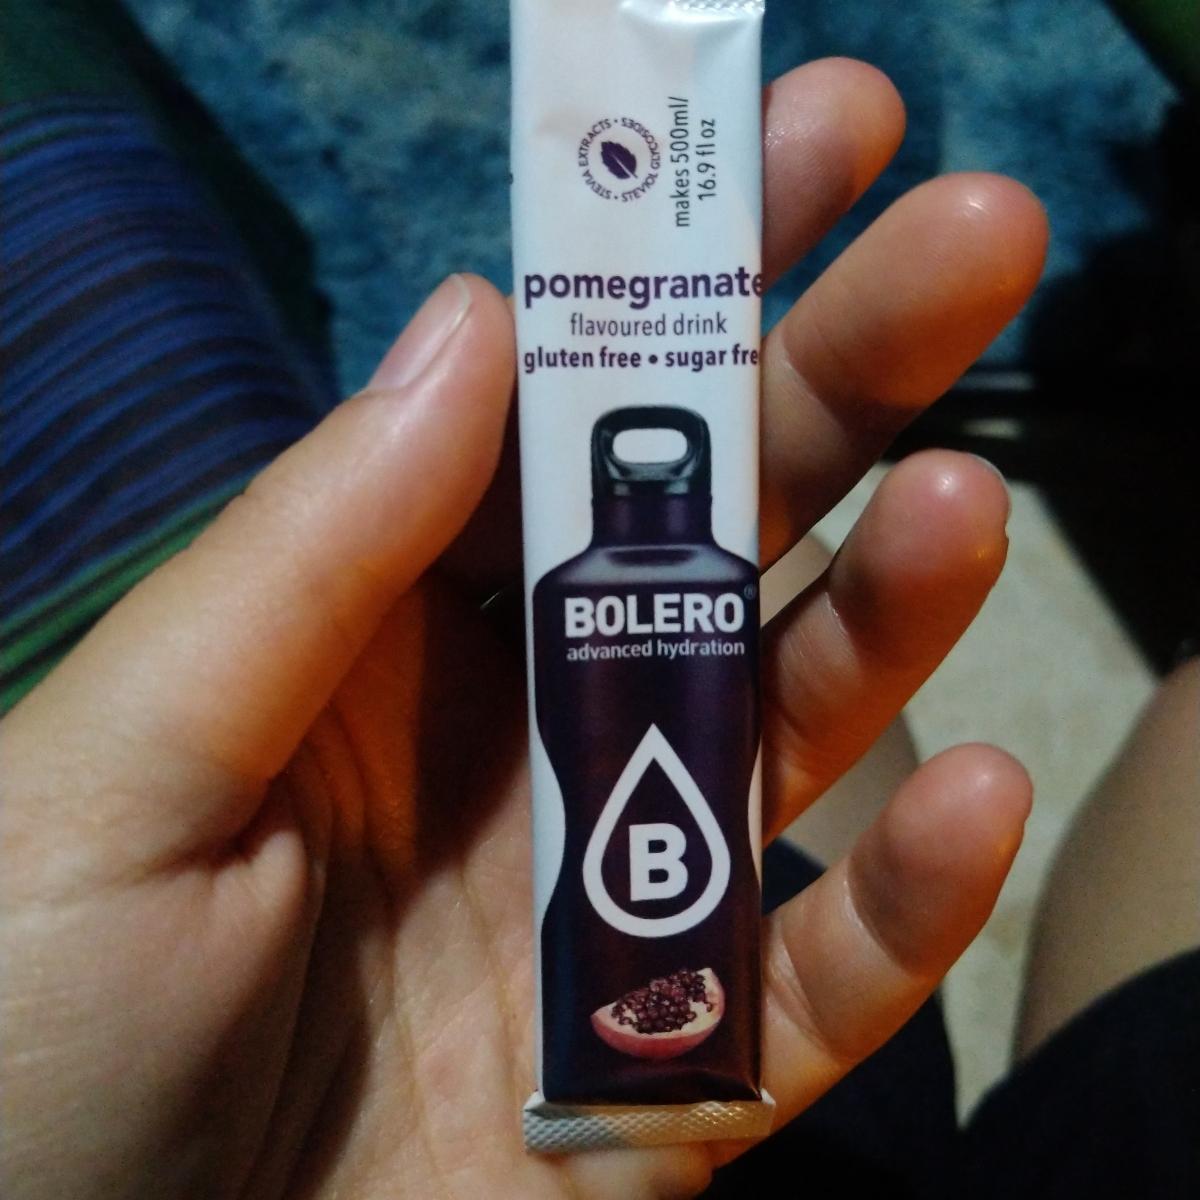 STEVIA EXTRACTS • STEVIOL GLYCOSIDES •
makes 500ml/
16.9 fl oz
pomegranate
flavoured drink
gluten free • sugar fre
BOLERO®
advanced hydration
B